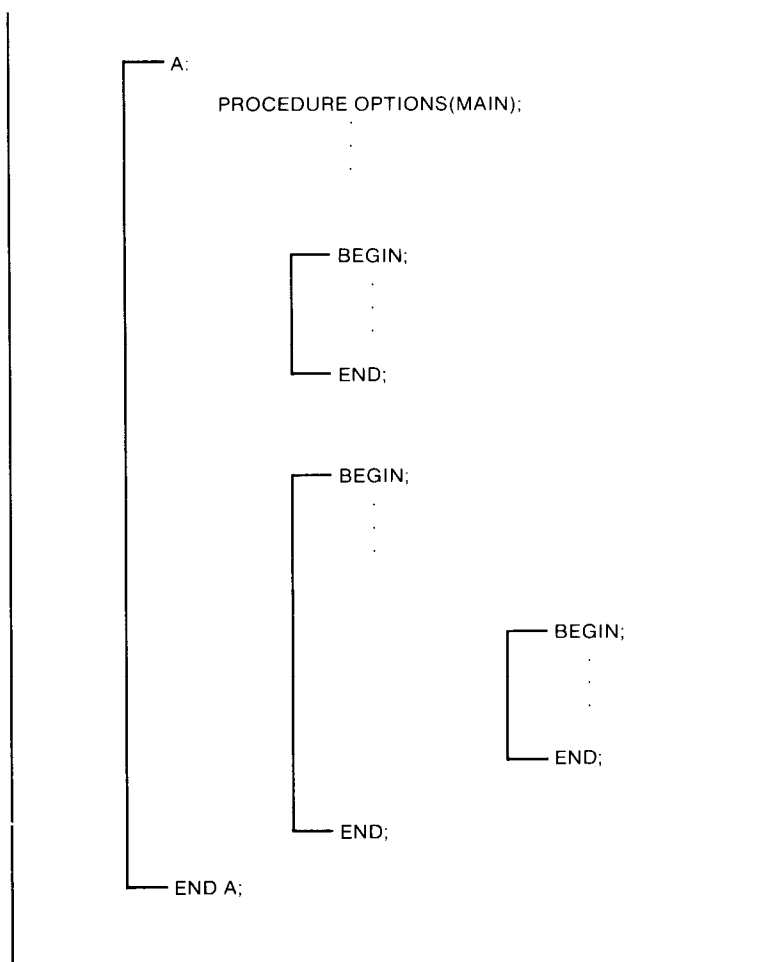 A:
PROCEDURE OPTIONS(MAIN);
.
.
.
BEGIN;
.
.
.
END;
BEGIN;
.
.
.
BEGIN;
.
.
.
END;
END;
END A;